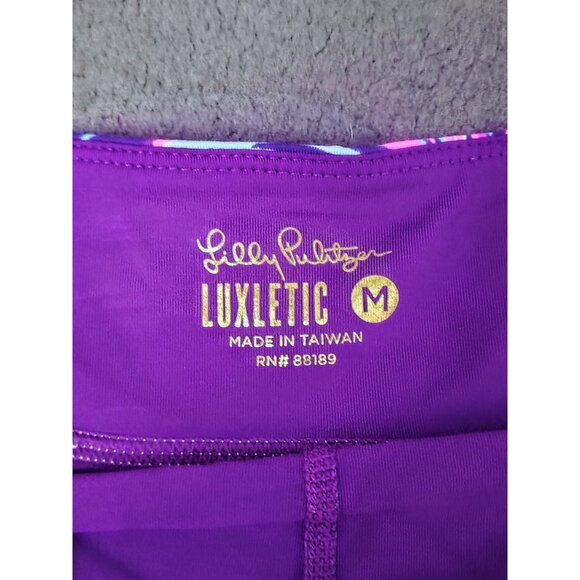 Lilly Pulitzer
LUXLETIC M
MADE IN TAIWAN
RN# 88189